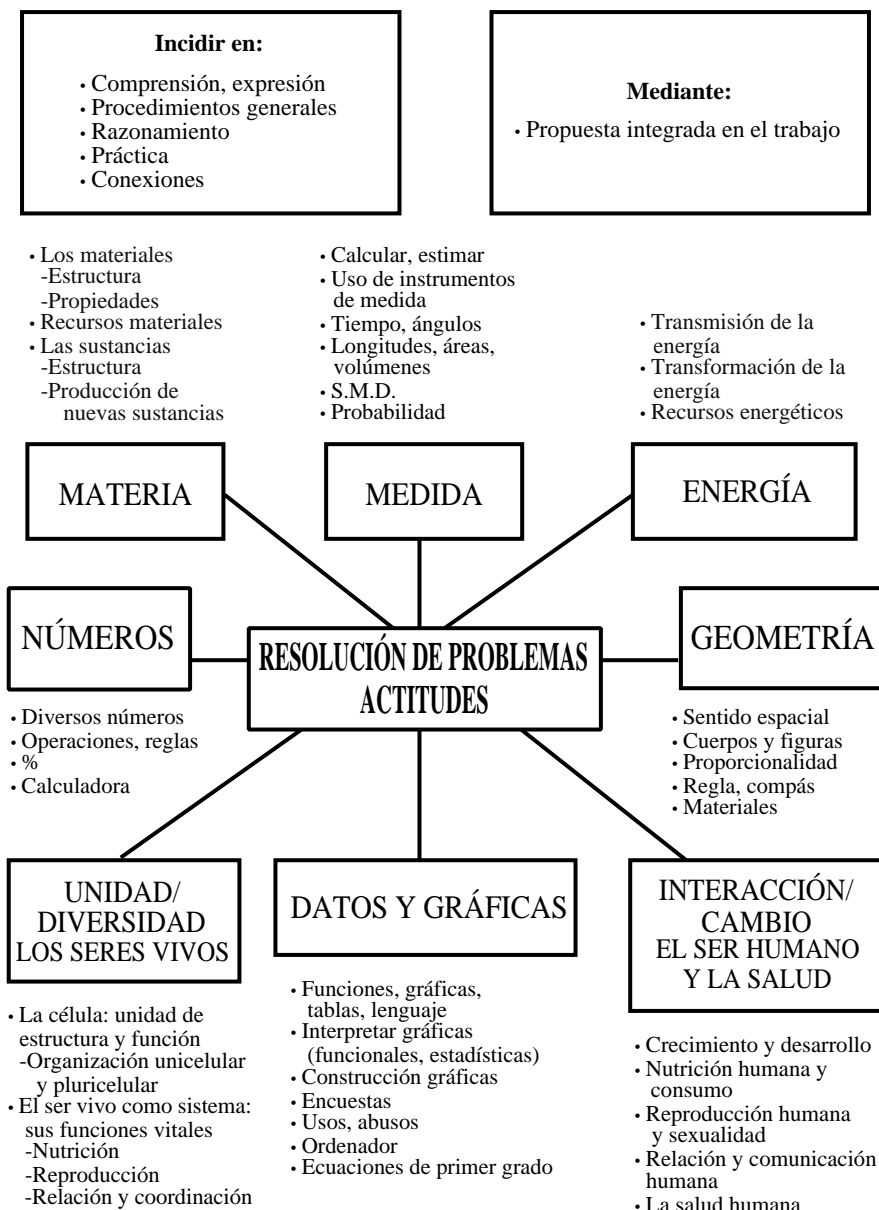 Incidir en:
• Comprensión, expresión
• Procedimientos generales
• Razonamiento
• Práctica
• Conexiones
Mediante:
• Propuesta integrada en el trabajo
• Los materiales
-Estructura
-Propiedades
• Recursos materiales
• Las sustancias
-Estructura
-Producción de
nuevas sustancias
• Calcular, estimar
• Uso de instrumentos
de medida
• Tiempo, ángulos
• Longitudes, áreas,
volúmenes
• S.M.D.
• Probabilidad
• Transmisión de la
energía
• Transformación de la
energía
• Recursos energéticos
MATERIA
MEDIDA
ENERGÍA
NÚMEROS
RESOLUCIÓN DE PROBLEMAS
ACTITUDES
GEOMETRÍA
• Diversos números
• Operaciones, reglas
• %
• Calculadora
• Sentido espacial
• Cuerpos y figuras
• Proporcionalidad
• Regla, compás
• Materiales
UNIDAD/
DIVERSIDAD
LOS SERES VIVOS
DATOS Y GRÁFICAS
INTERACCIÓN/
CAMBIO
EL SER HUMANO
Y LA SALUD
• La célula: unidad de
estructura y función
-Organización unicelular
y pluricelular
• El ser vivo como sistema:
sus funciones vitales
-Nutrición
-Reproducción
-Relación y coordinación
• Funciones, gráficas,
tablas, lenguaje
• Interpretar gráficas
(funcionales, estadísticas)
• Construcción gráficas
• Encuestas
• Usos, abusos
• Ordenador
• Ecuaciones de primer grado
• Crecimiento y desarrollo
• Nutrición humana y
consumo
• Reproducción humana
y sexualidad
• Relación y comunicación
humana
• La salud humana